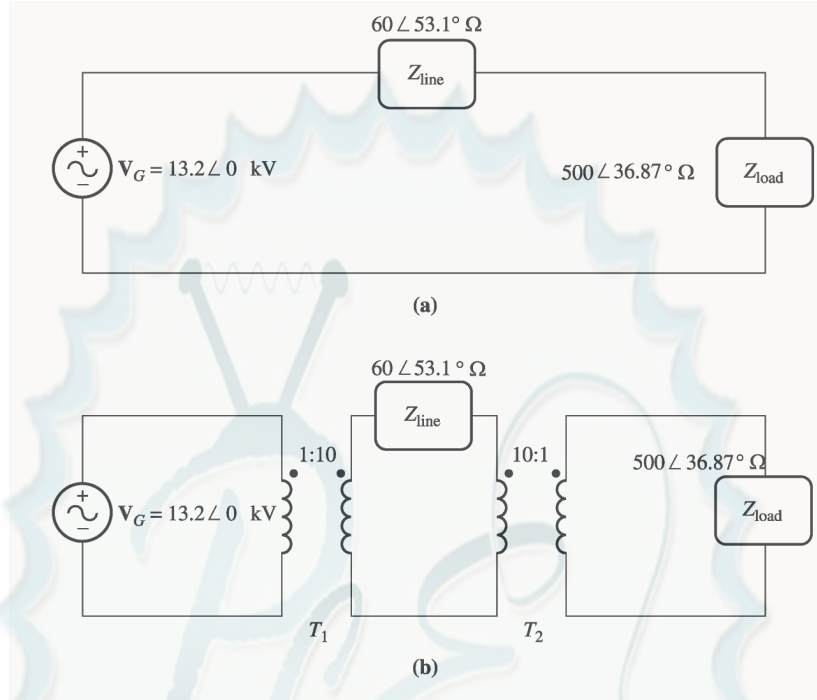 60∠53.1° Ω
Z_line
V_G = 13.2∠0 kV
500∠36.87° Ω
Z_load
(a)
60∠53.1° Ω
Z_line
1:10
10:1
500∠36.87° Ω
V_G = 13.2∠0 kV
Z_load
T_1
T_2
(b)